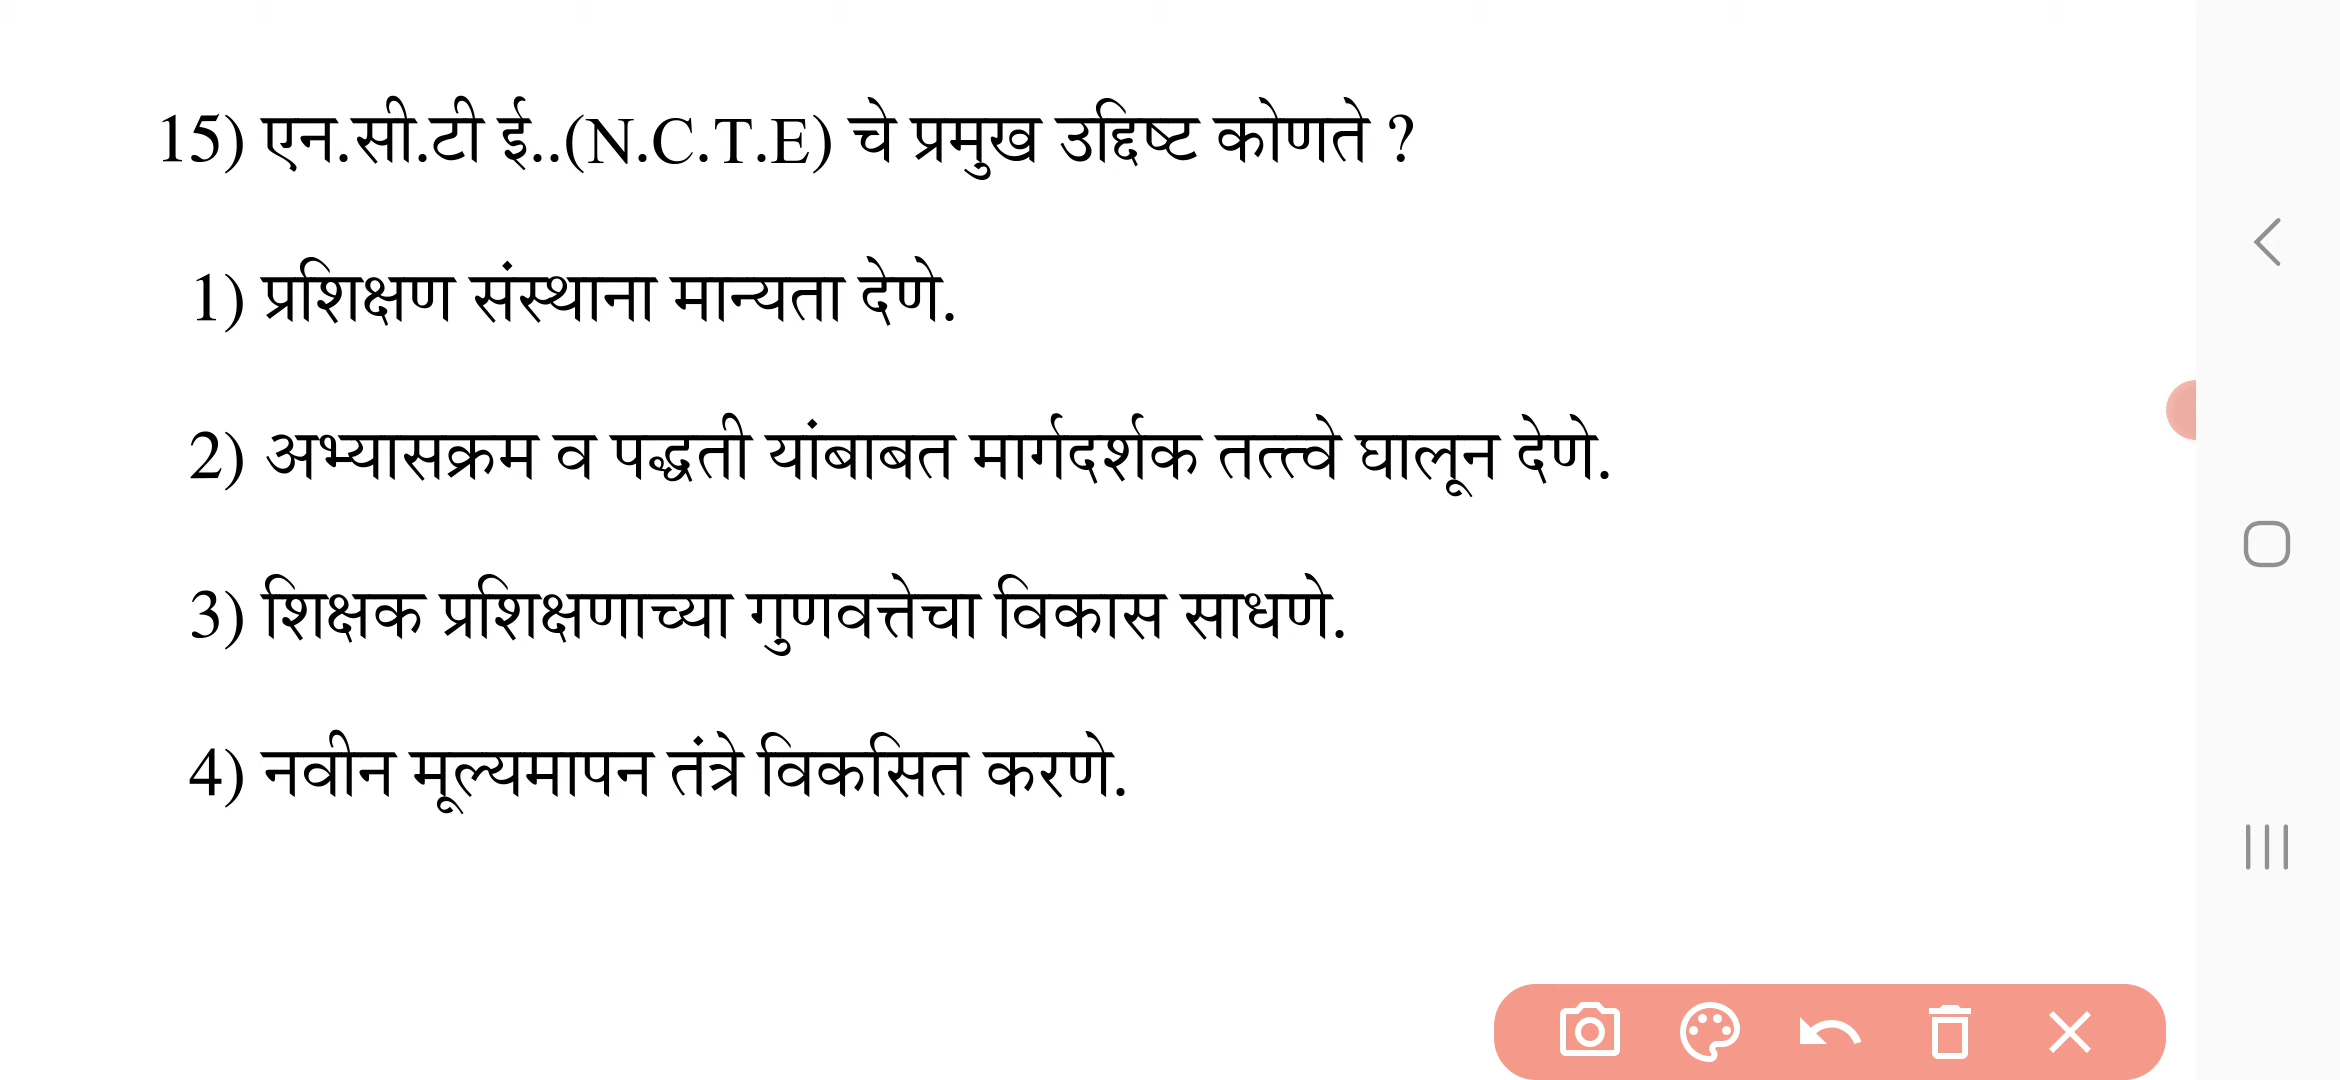 15) एन.सी.टी ई..(N.C.T.E) चे प्रमुख उद्दिष्ट कोणते ?
1) प्रशिक्षण संस्थाना मान्यता देणे.
2) अभ्यासक्रम व पद्धती यांबाबत मार्गदर्शक तत्त्वे घालून देणे.
3) शिक्षक प्रशिक्षणाच्या गुणवत्तेचा विकास साधणे.
4) नवीन मूल्यमापन तंत्रे विकसित करणे.